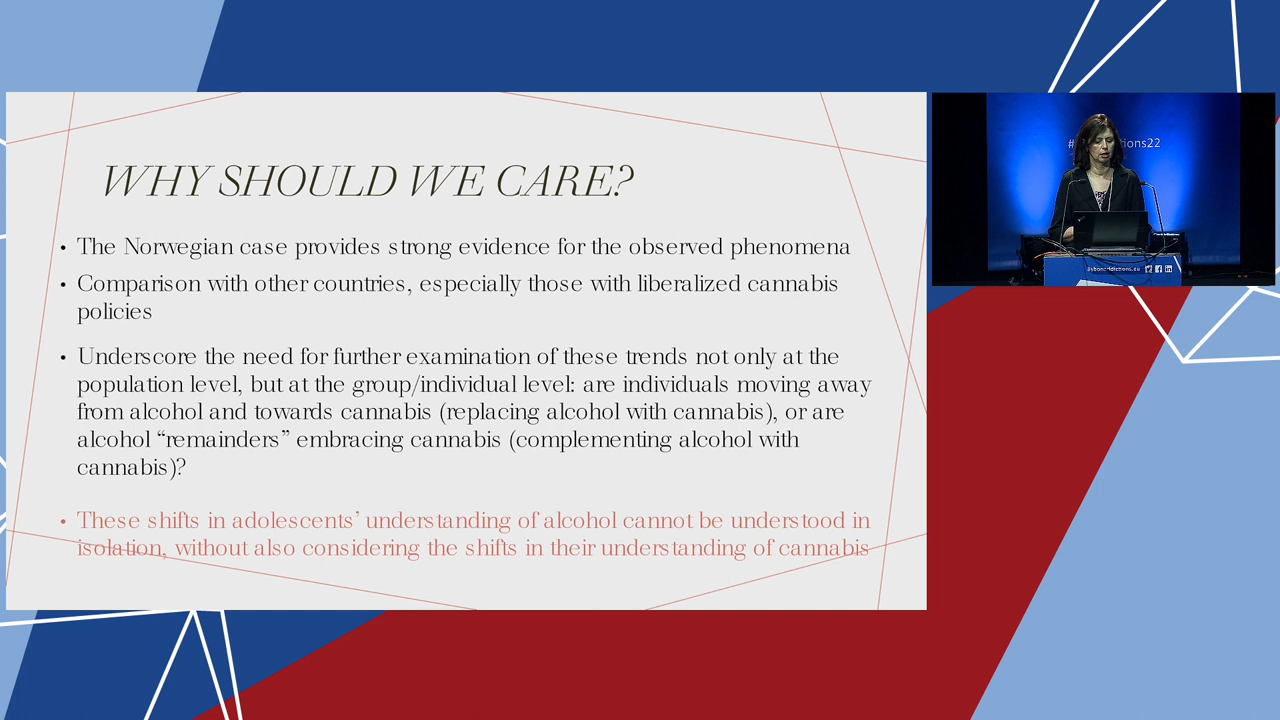 WHY SHOULD WE CARE?
• The Norwegian case provides strong evidence for the observed phenomena
• Comparison with other countries, especially those with liberalized cannabis
policies
• Underscore the need for further examination of these trends not only at the
population level, but at the group/individual level: are individuals moving away
from alcohol and towards cannabis (replacing alcohol with cannabis), or are
alcohol “remainders” embracing cannabis (complementing alcohol with
cannabis)?
• These shifts in adolescents’ understanding of alcohol cannot be understood in
isolation, without also considering the shifts in their understanding of cannabis